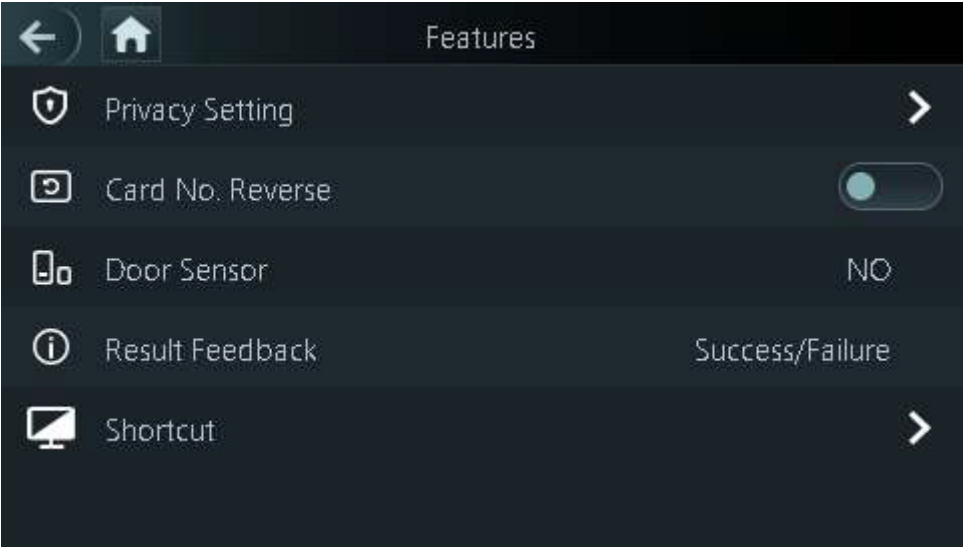 Features
Privacy Setting
Card No. Reverse
Door Sensor NO
Result Feedback Success/Failure
Shortcut